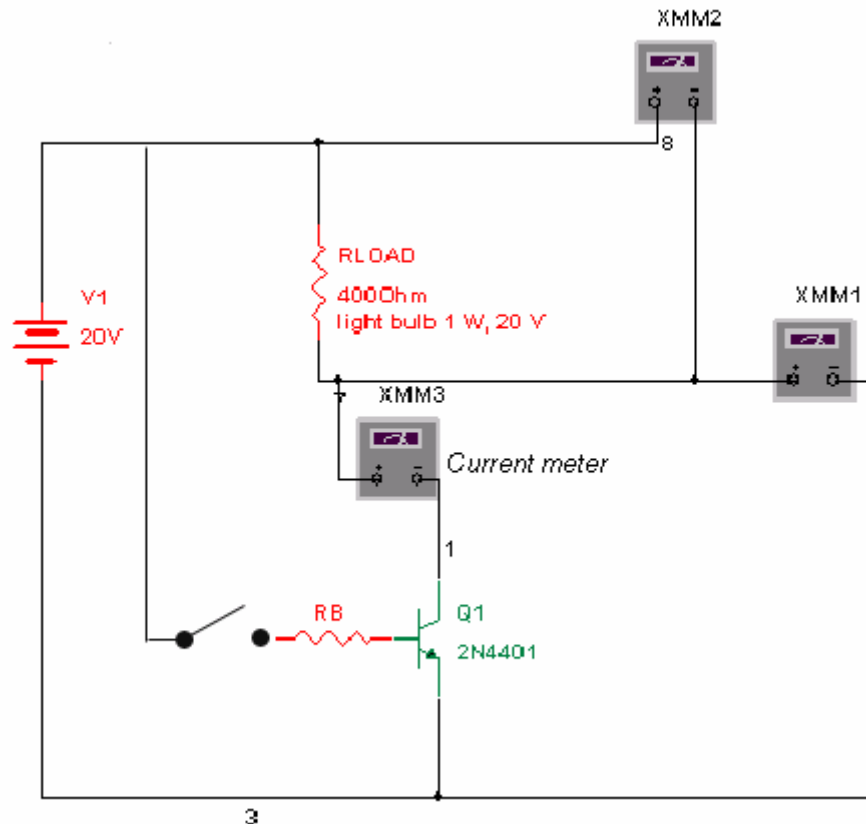 XMM2
8
RLOAD
400Ohm
light bulb 1 W, 20 V
V1
20V
XMM1
7
XMM3
Current meter
1
RB
Q1
2N4401
3